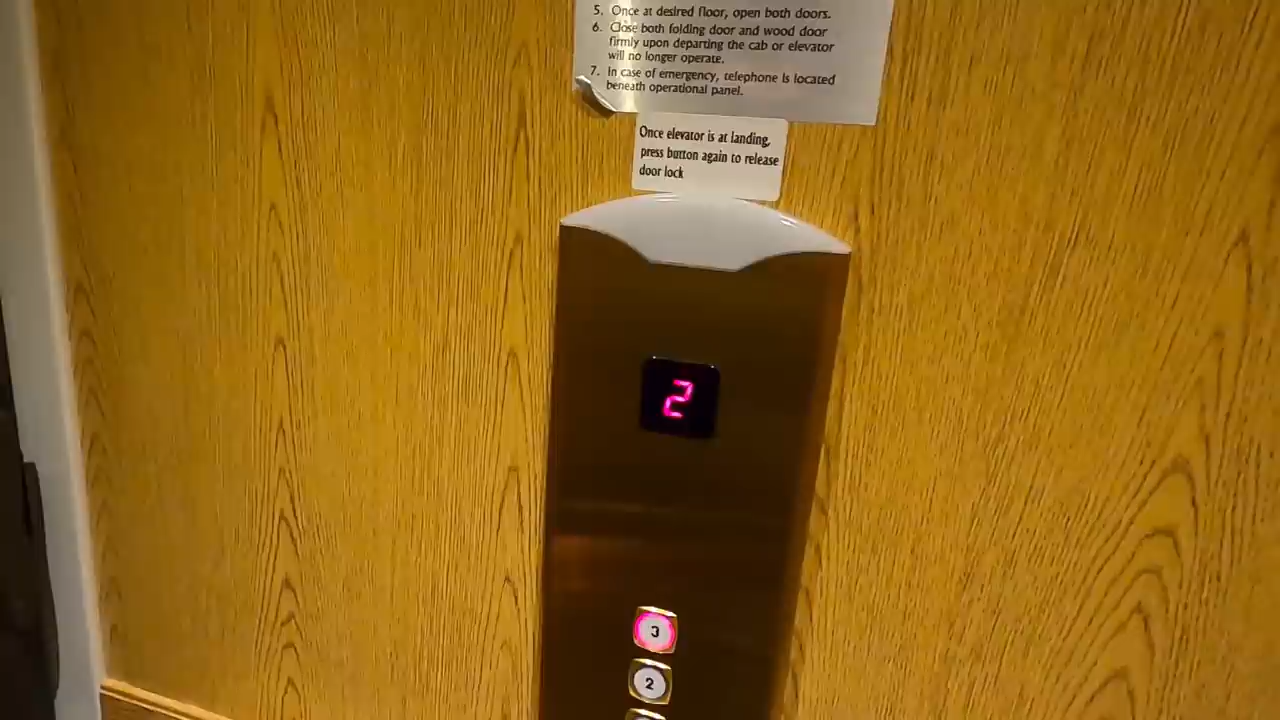 5. Once at desired floor, open both doors.
6. Close both folding door and wood door
firmly upon departing the cab or elevator
will no longer operate.
7. In case of emergency, telephone is located
beneath operational panel.
Once elevator is at landing,
press button again to release
door lock
2
3
2